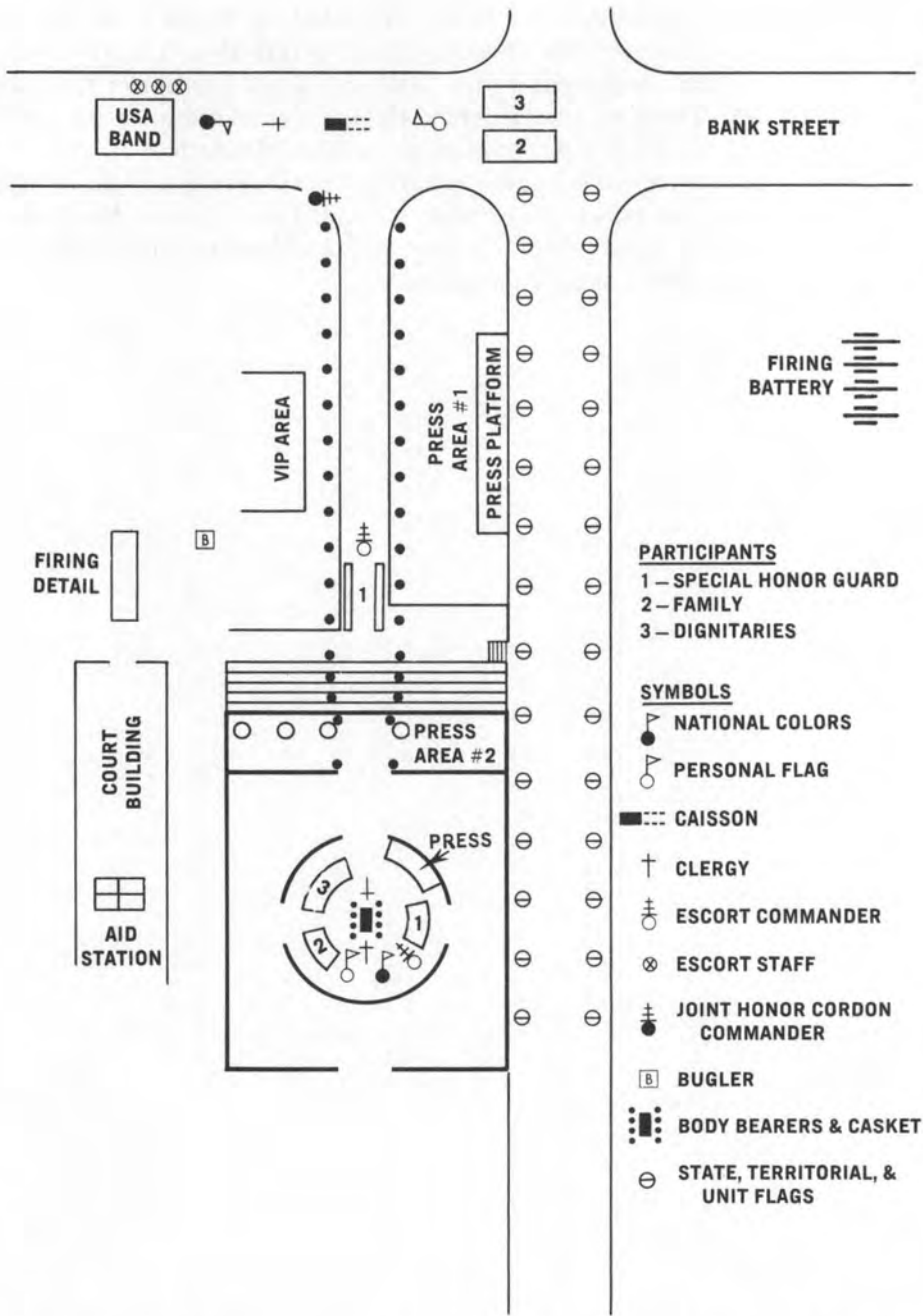 USA
BAND
3
2
BANK STREET
FIRING
BATTERY
VIP AREA
PRESS
AREA #1
PRESS PLATFORM
B
FIRING
DETAIL
1
PARTICIPANTS
1 – SPECIAL HONOR GUARD
2 – FAMILY
3 – DIGNITARIES
COURT
BUILDING
AID
STATION
PRESS
AREA #2
PRESS
3
1
2
SYMBOLS
NATIONAL COLORS
PERSONAL FLAG
CAISSON
CLERGY
ESCORT COMMANDER
ESCORT STAFF
JOINT HONOR CORDON
COMMANDER
B BUGLER
BODY BEARERS & CASKET
STATE, TERRITORIAL, &
UNIT FLAGS